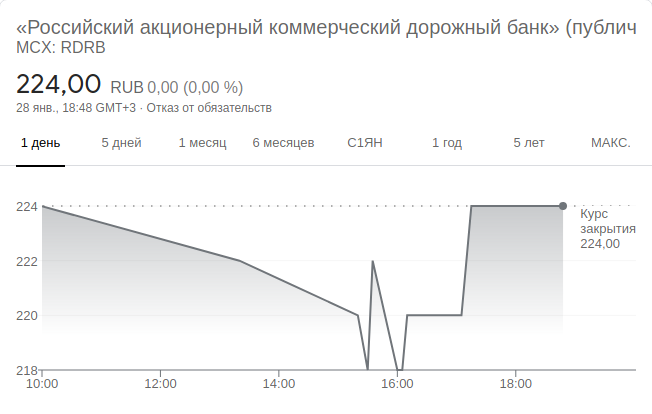 «Российский акционерный коммерческий дорожный банк» (публич
MCX: RDRB
224,00 RUB 0,00 (0,00 %)
28 янв., 18:48 GMT+3 · Отказ от обязательств
1 день 5 дней 1 месяц 6 месяцев С1ЯН 1 год 5 лет МАКС.
224
Курс
закрытия
224,00
222
220
218
10:00 12:00 14:00 16:00 18:00